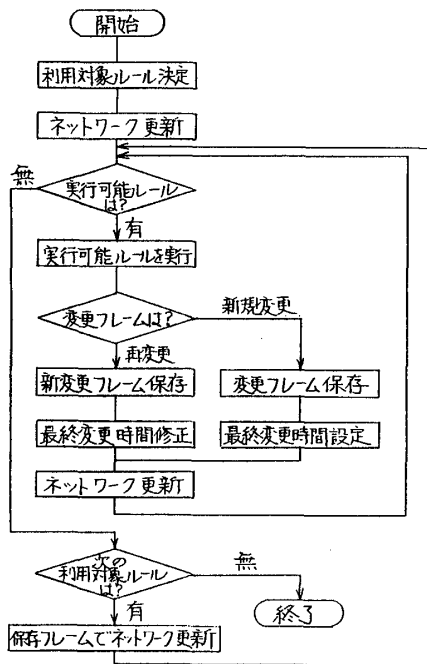 開始
利用対象ルール決定
ネットワーク更新
無
実行可能ルール
は?
有
実行可能ルールを実行
新規変更
変更フレームは?
再変更
新変更フレーム保存
変更フレーム保存
最終変更時間修正
最終変更時間設定
ネットワーク更新
次の
利用対象ルール
は?
無
有
終了
保存フレームでネットワーク更新